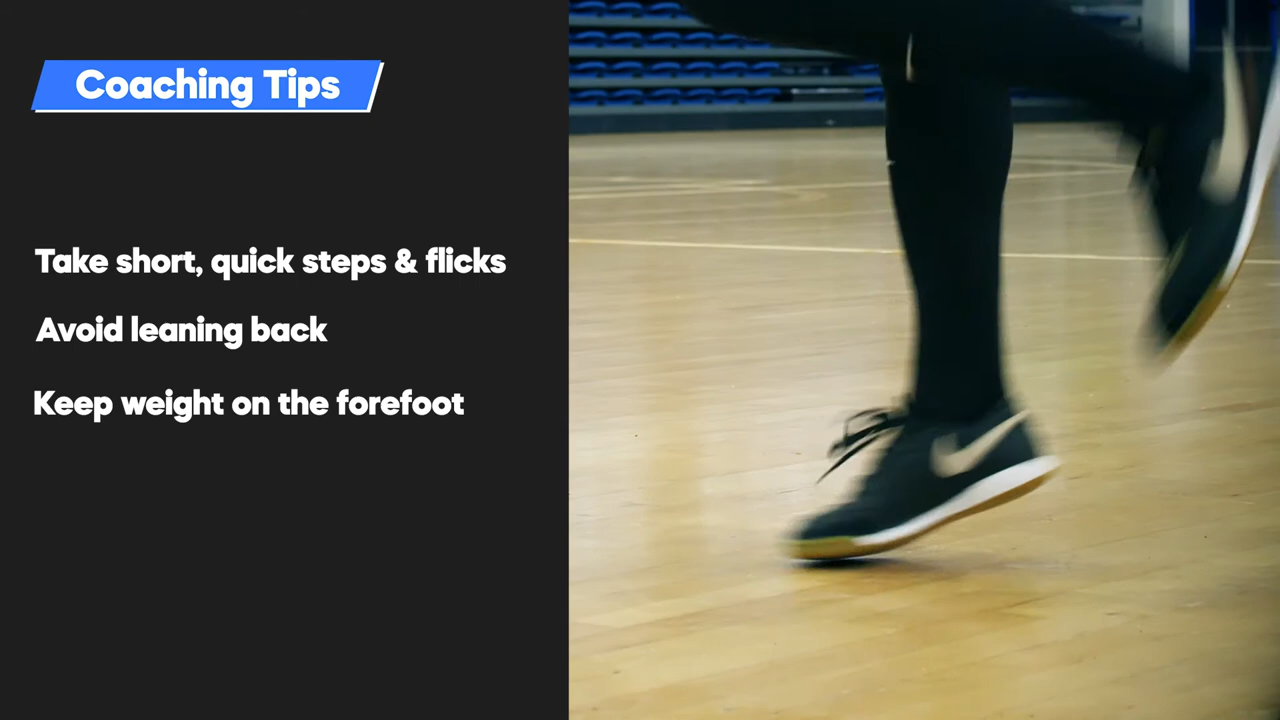 Coaching Tips
Take short, quick steps & flicks
Avoid leaning back
Keep weight on the forefoot